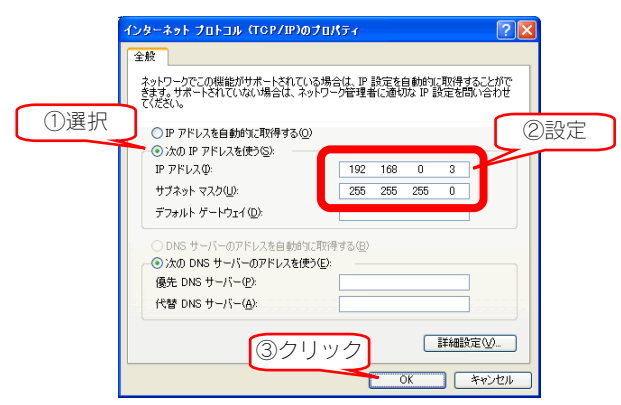 インターネット プロトコル (TCP/IP)のプロパティ
全般
ネットワークでこの機能がサポートされている場合は、IP 設定を自動的に取得することがで
きます。サポートされていない場合は、ネットワーク管理者に適切な IP 設定を問い合わせ
てください。
①選択
IP アドレスを自動的に取得する(O)
②設定
次の IP アドレスを使う(S):
IP アドレス(I):
192 168 0 3
サブネット マスク(U):
255 255 255 0
デフォルト ゲートウェイ(D):
DNS サーバーのアドレスを自動的に取得する(B)
次の DNS サーバーのアドレスを使う(E):
優先 DNS サーバー(P):
代替 DNS サーバー(A):
詳細設定(V)...
③クリック
OK
キャンセル